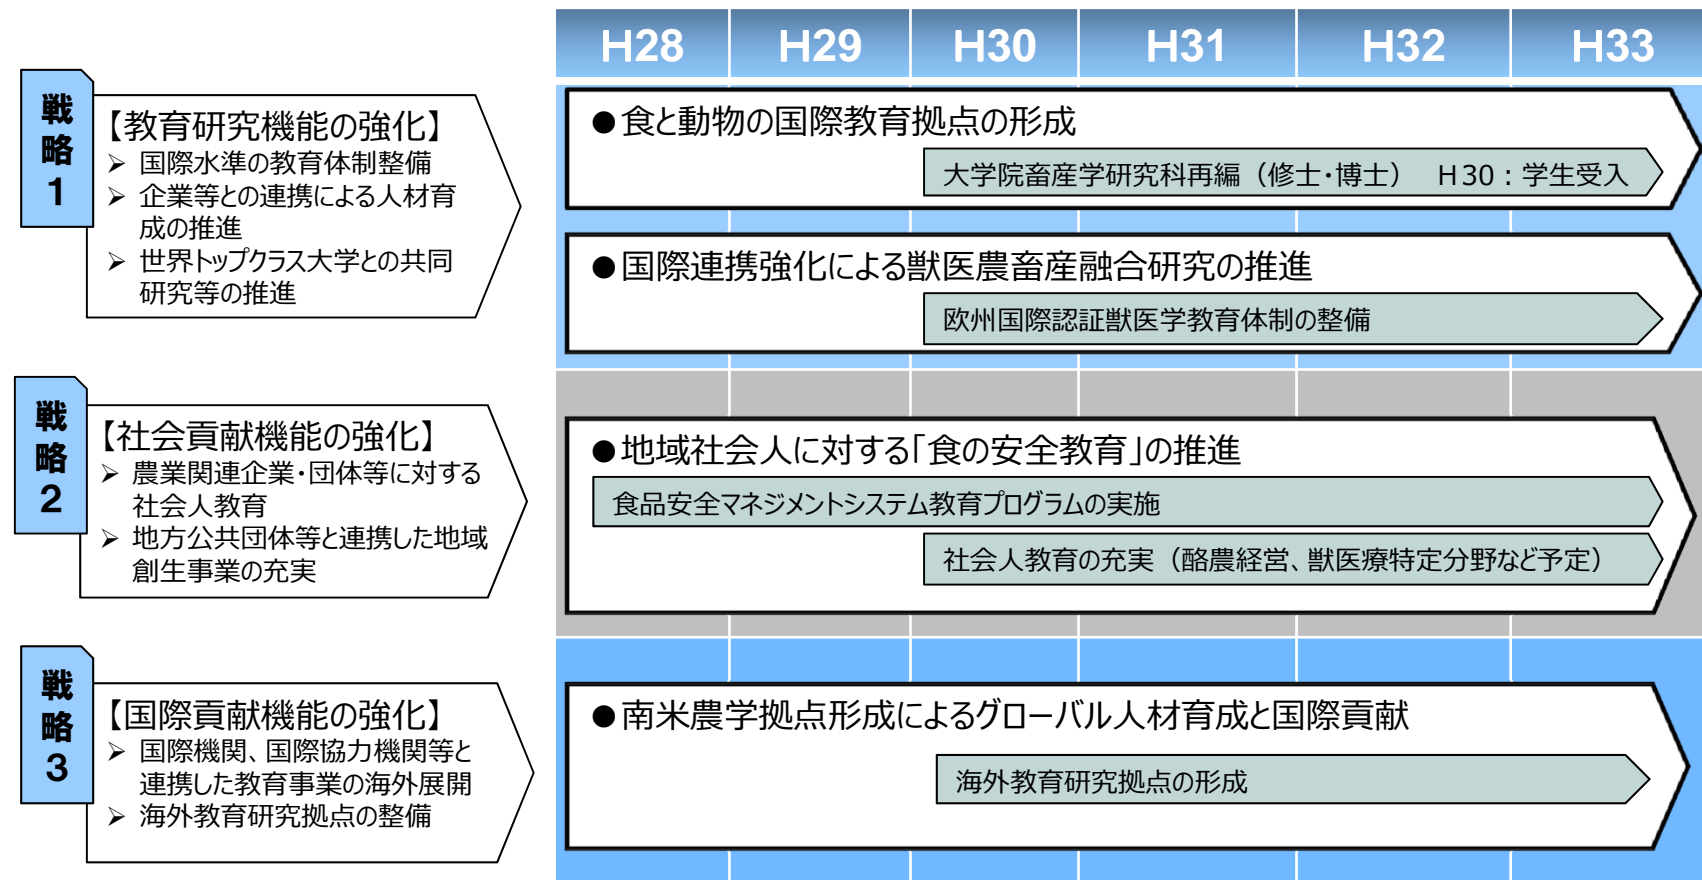 H28 H29 H30 H31 H32 H33
戦略1
【教育研究機能の強化】
➢ 国際水準の教育体制整備
➢ 企業等との連携による人材育
成の推進
➢ 世界トップクラス大学との共同
研究等の推進
●食と動物の国際教育拠点の形成
大学院畜産学研究科再編（修士・博士）　H30：学生受入
●国際連携強化による獣医農畜産融合研究の推進
欧州国際認証獣医学教育体制の整備
戦略2
【社会貢献機能の強化】
➢ 農業関連企業・団体等に対する
社会人教育
➢ 地方公共団体等と連携した地域
創生事業の充実
●地域社会人に対する「食の安全教育」の推進
食品安全マネジメントシステム教育プログラムの実施
社会人教育の充実（酪農経営、獣医療特定分野など予定）
戦略3
【国際貢献機能の強化】
➢ 国際機関、国際協力機関等と
連携した教育事業の海外展開
➢ 海外教育研究拠点の整備
●南米農学拠点形成によるグローバル人材育成と国際貢献
海外教育研究拠点の形成